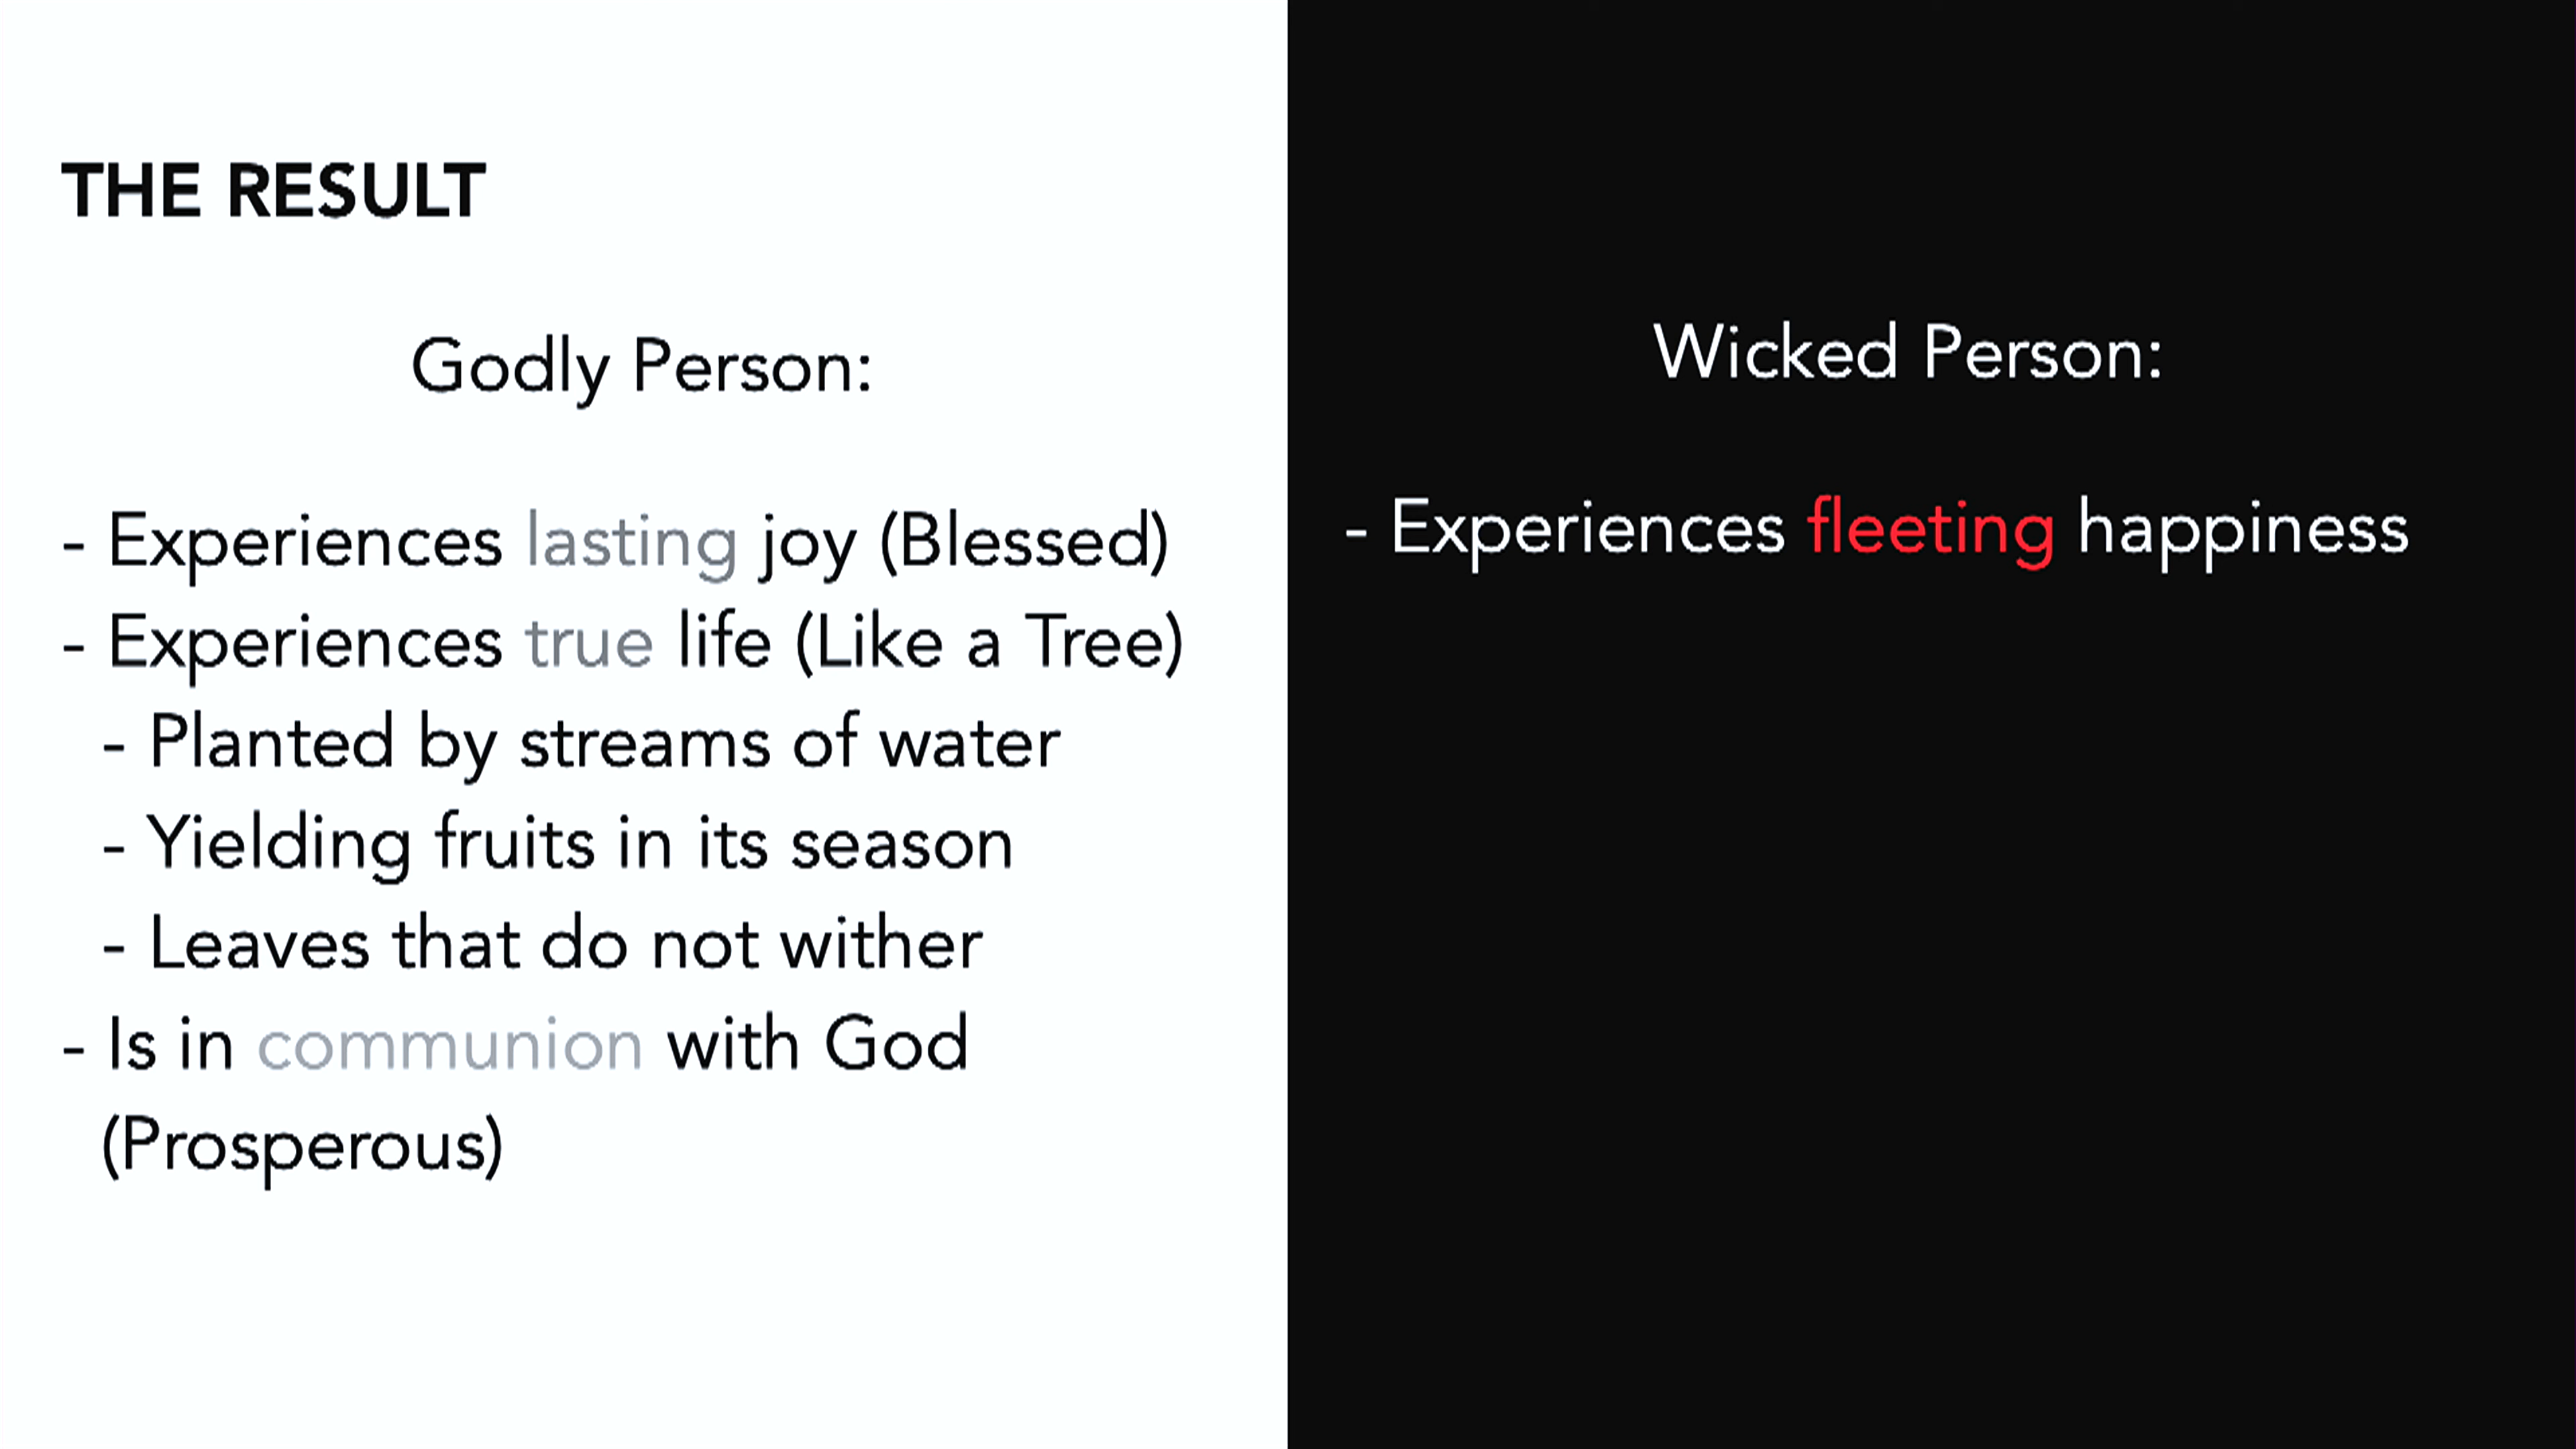 THE RESULT
Godly Person:
- Experiences lasting joy (Blessed)
- Experiences true life (Like a Tree)
- Planted by streams of water
- Yielding fruits in its season
- Leaves that do not wither
- Is in communion with God
(Prosperous)
Wicked Person:
- Experiences fleeting happiness